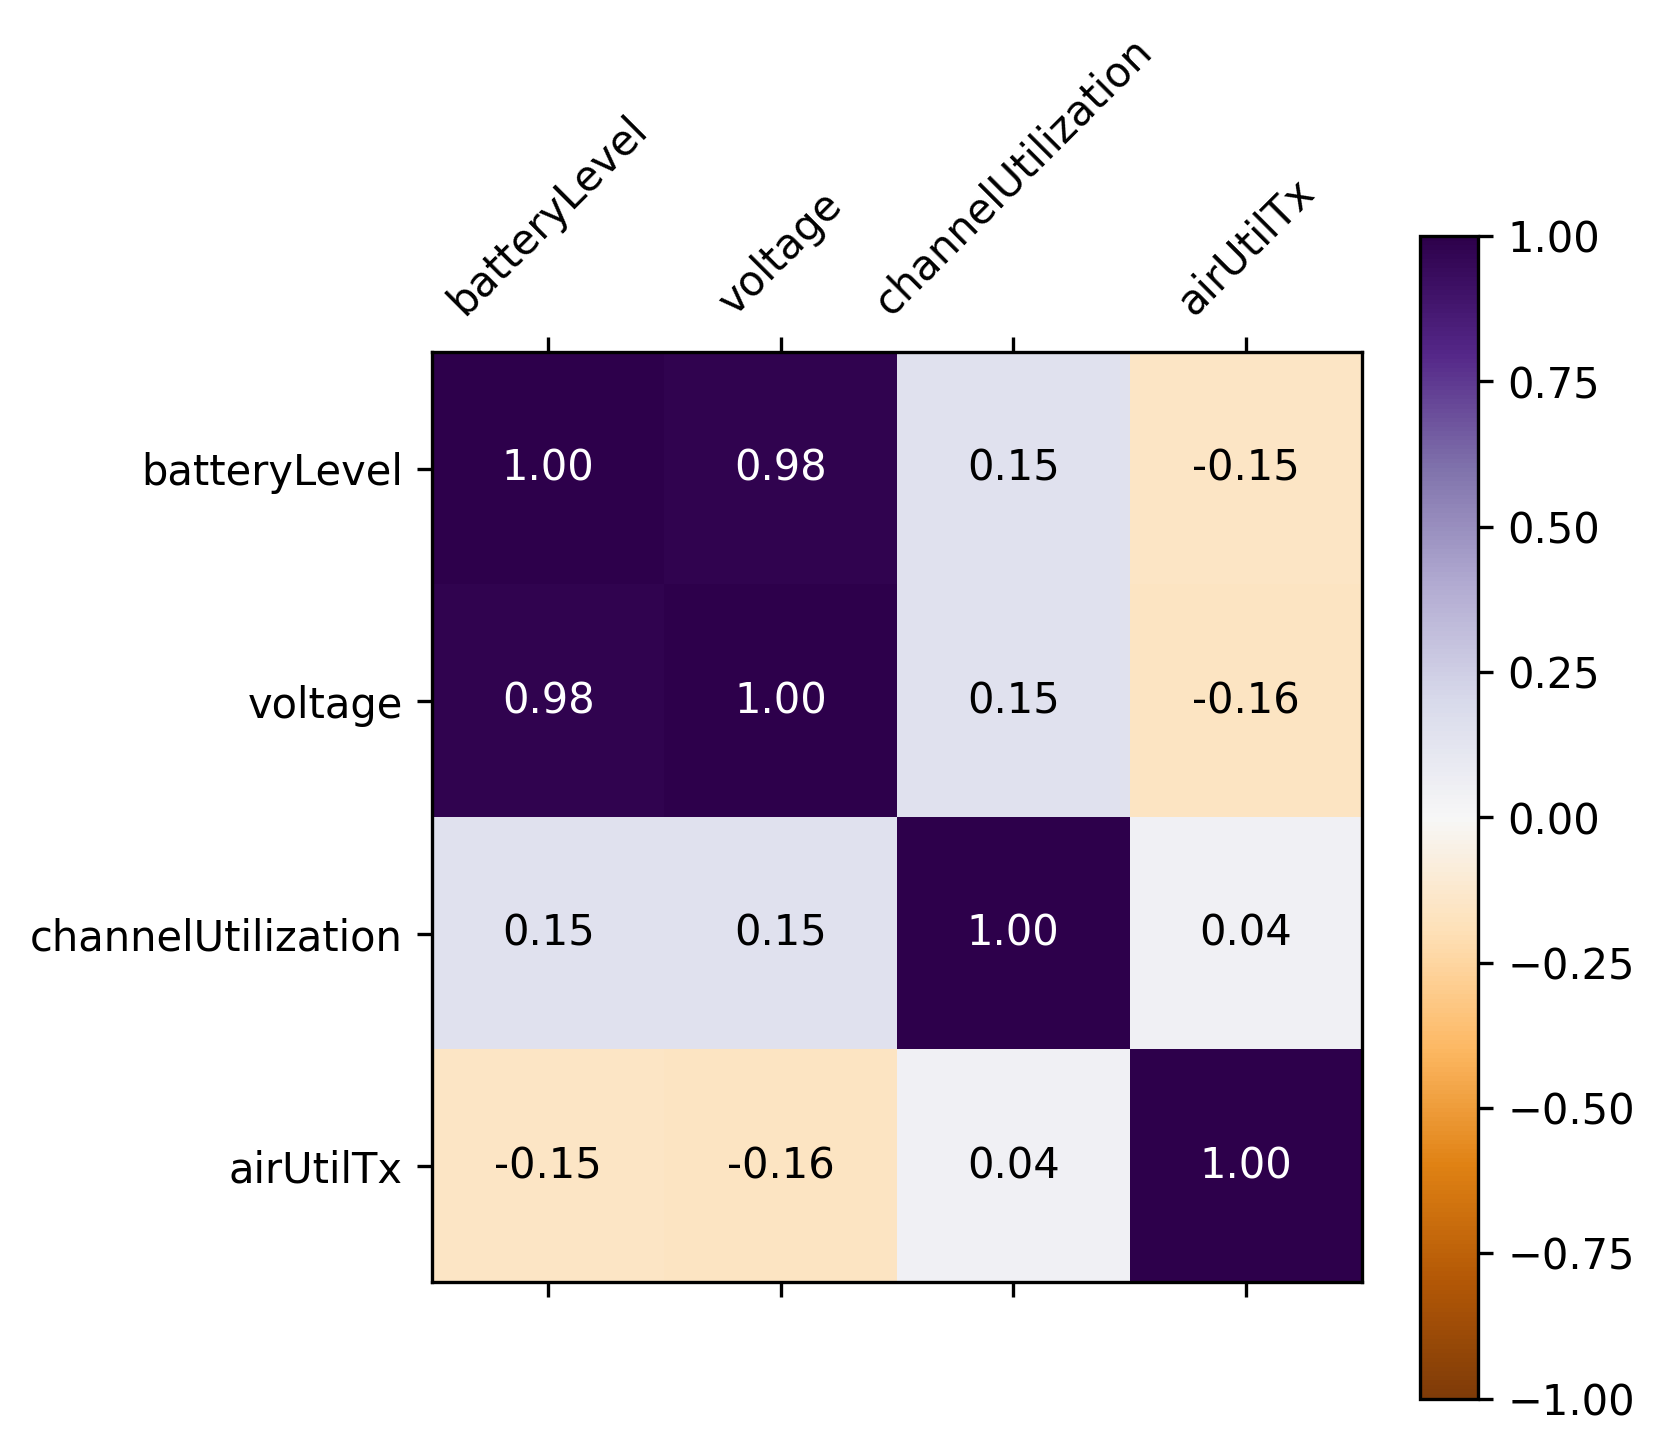 batteryLevel
voltage
channelUtilization
airUtilTx
batteryLevel 1.00 0.98 0.15 -0.15
voltage 0.98 1.00 0.15 -0.16
channelUtilization 0.15 0.15 1.00 0.04
airUtilTx -0.15 -0.16 0.04 1.00
1.00
0.75
0.50
0.25
0.00
−0.25
−0.50
−0.75
−1.00